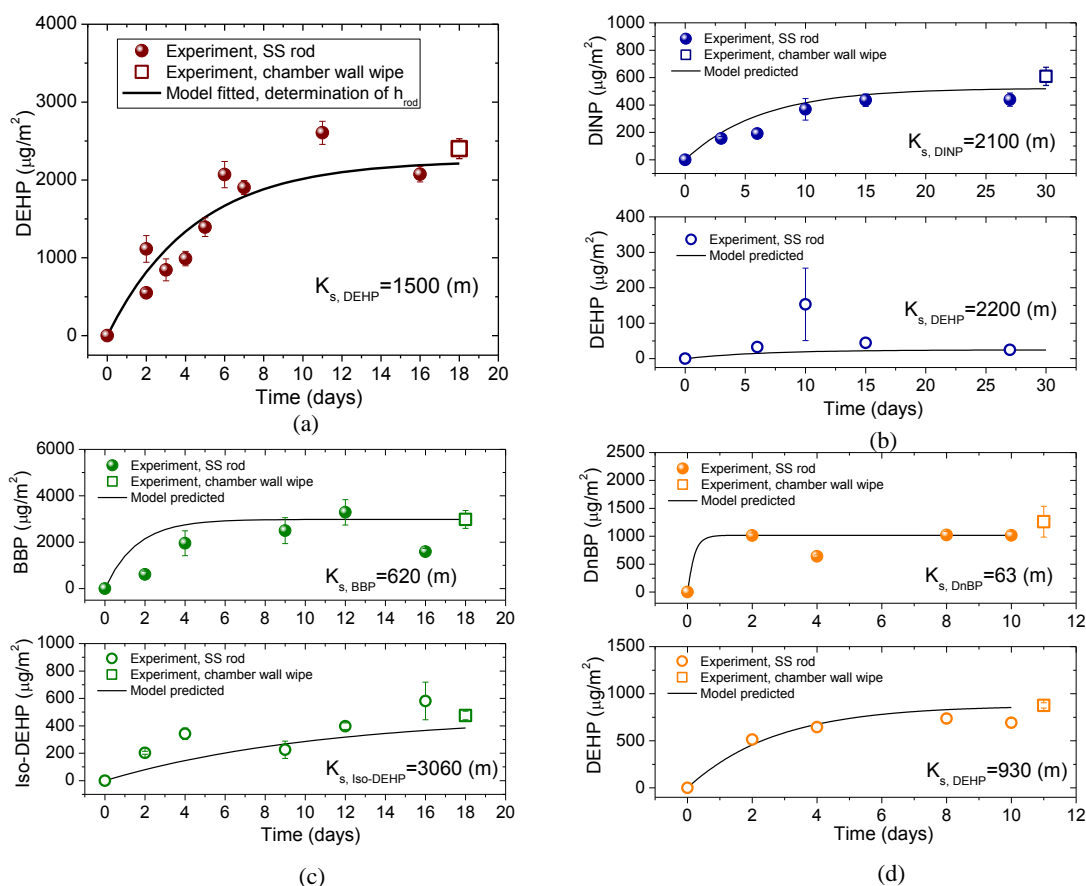 4000
3000
2000
1000
0
DEHP (μg/m²)
Experiment, SS rod
Experiment, chamber wall wipe
Model fitted, determination of h_rod
K_s, DEHP=1500 (m)
0 2 4 6 8 10 12 14 16 18 20
Time (days)
(a)
1000
800
600
400
200
0
DINP (μg/m²)
Experiment, SS rod
Experiment, chamber wall wipe
Model predicted
K_s, DINP=2100 (m)
0 5 10 15 20 25 30
400
300
200
100
0
DEHP (μg/m²)
Experiment, SS rod
Model predicted
K_s, DEHP=2200 (m)
0 5 10 15 20 25 30
Time (days)
(b)
6000
4000
2000
0
BBP (μg/m²)
Experiment, SS rod
Experiment, chamber wall wipe
Model predicted
K_s, BBP=620 (m)
0 2 4 6 8 10 12 14 16 18 20
1000
800
600
400
200
0
Iso-DEHP (μg/m²)
Experiment, SS rod
Experiment, chamber wall wipe
Model predicted
K_s, Iso-DEHP=3060 (m)
0 2 4 6 8 10 12 14 16 18 20
Time (days)
(c)
2500
2000
1500
1000
500
0
DnBP (μg/m²)
Experiment, SS rod
Experiment, chamber wall wipe
Model predicted
K_s, DnBP=63 (m)
0 2 4 6 8 10 12
1500
1000
500
0
DEHP (μg/m²)
Experiment, SS rod
Experiment, chamber wall wipe
Model predicted
K_s, DEHP=930 (m)
0 2 4 6 8 10 12
Time (days)
(d)